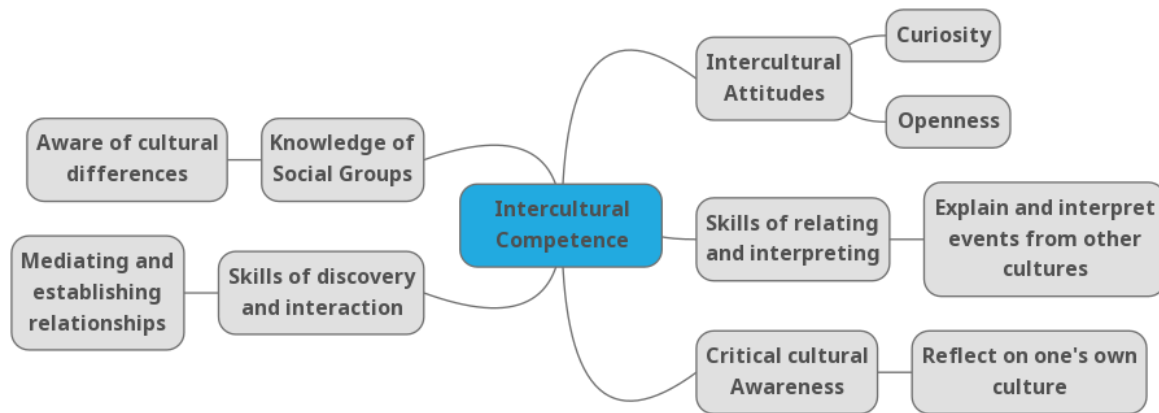 Curiosity
Intercultural
Attitudes
Openness
Aware of cultural
differences
Knowledge of
Social Groups
Intercultural
Competence
Skills of relating
and interpreting
Explain and interpret
events from other
cultures
Mediating and
establishing
relationships
Skills of discovery
and interaction
Critical cultural
Awareness
Reflect on one's own
culture